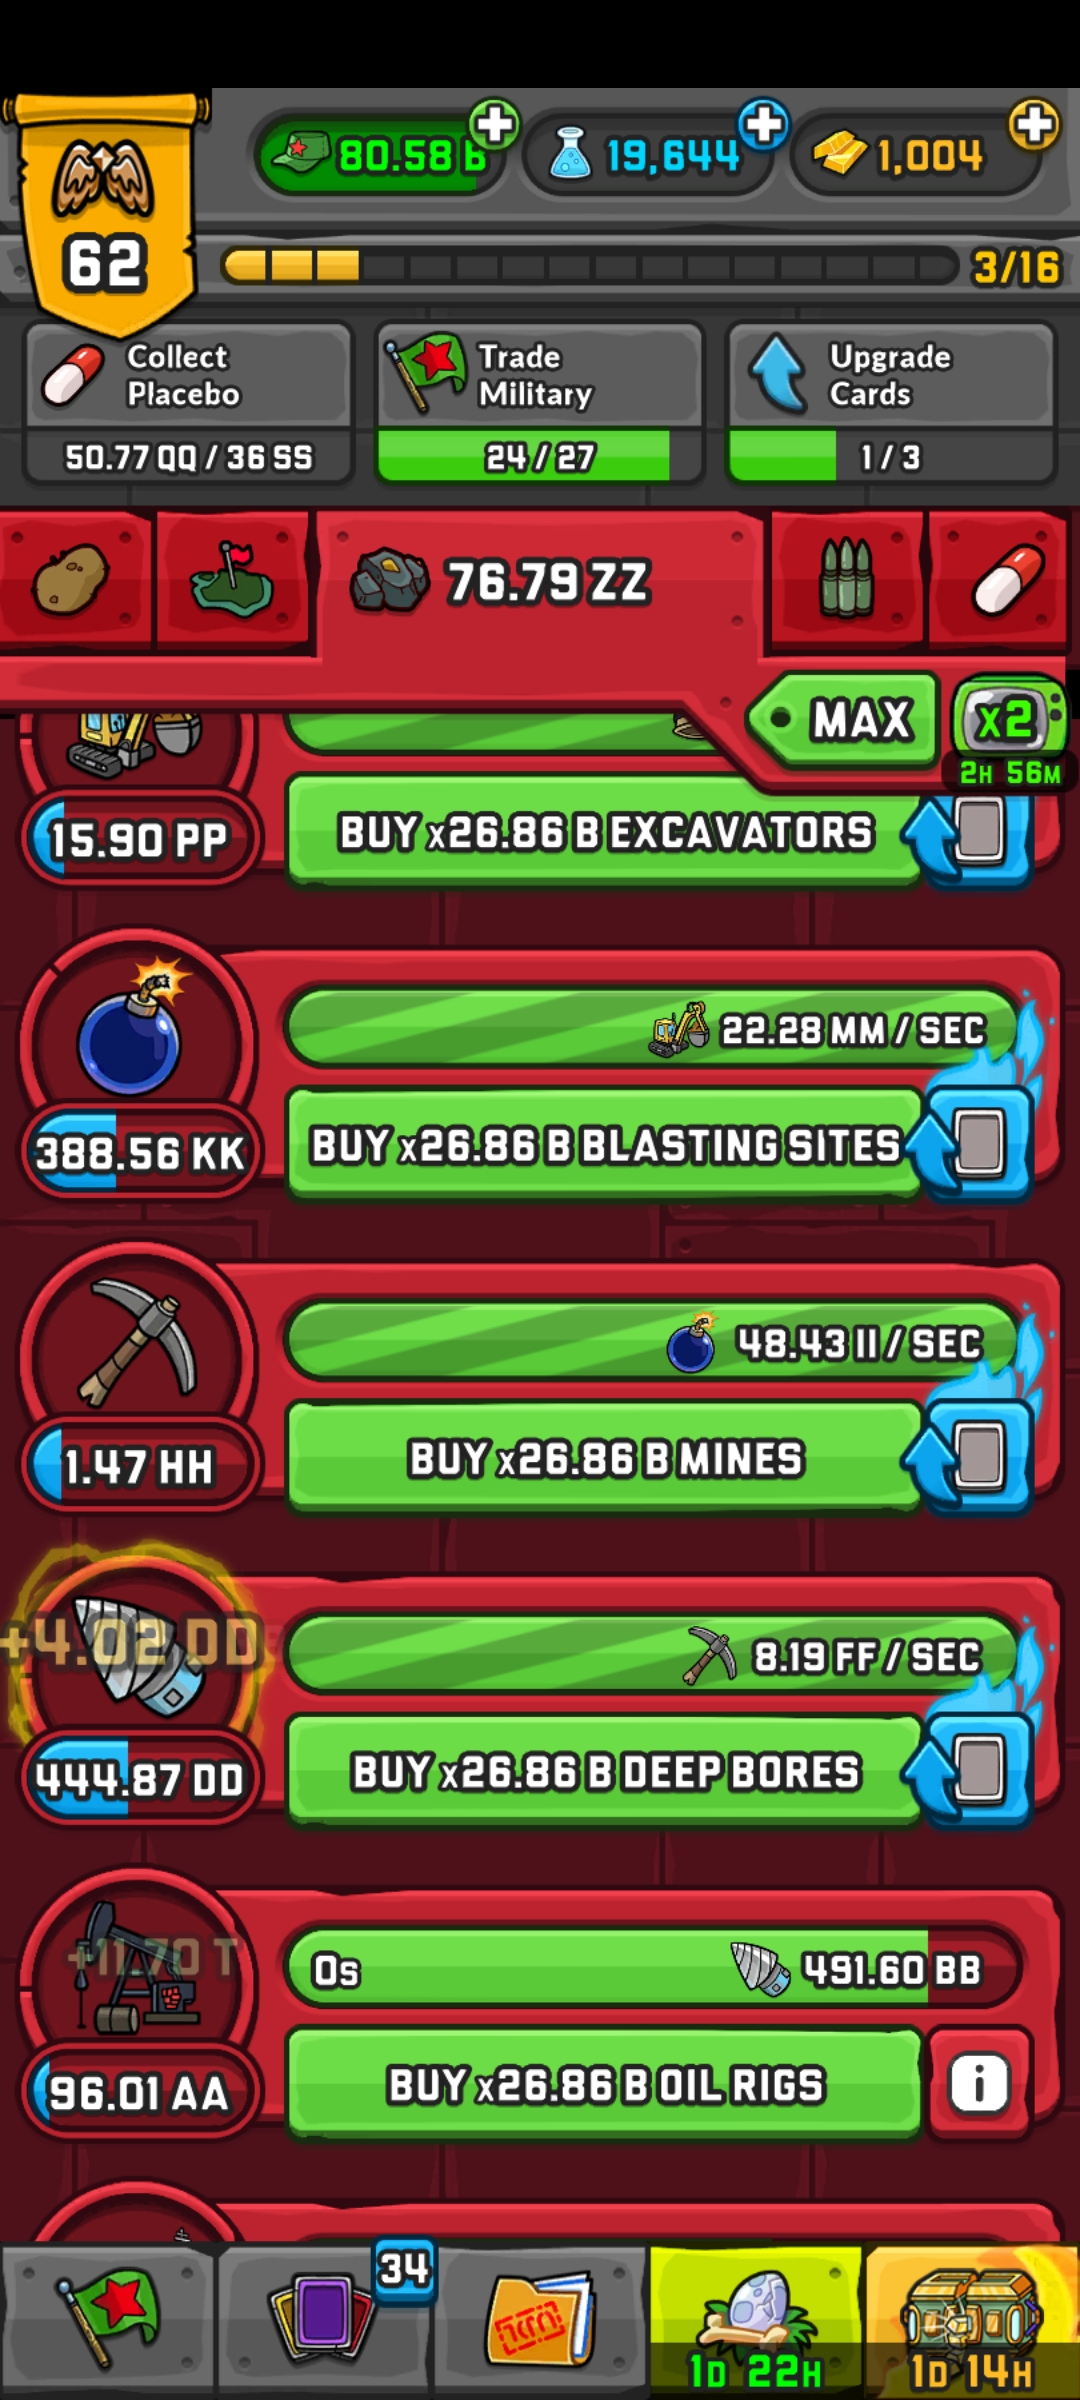 80.58 B
19,644
1,004
62
3/16
Collect
Placebo
50.77 QQ / 36 SS
Trade
Military
24 / 27
Upgrade
Cards
1 / 3
76.79 ZZ
MAX
x2
2H 56M
15.90 PP
BUY x26.86 B EXCAVATORS
22.28 MM / SEC
388.56 KK
BUY x26.86 B BLASTING SITES
48.43 II / SEC
1.47 HH
BUY x26.86 B MINES
+4.02 DD
8.19 FF / SEC
444.87 DD
BUY x26.86 B DEEP BORES
+11.70 T
0s
491.60 BB
96.01 AA
BUY x26.86 B OIL RIGS
i
34
1D 22H
1D 14H